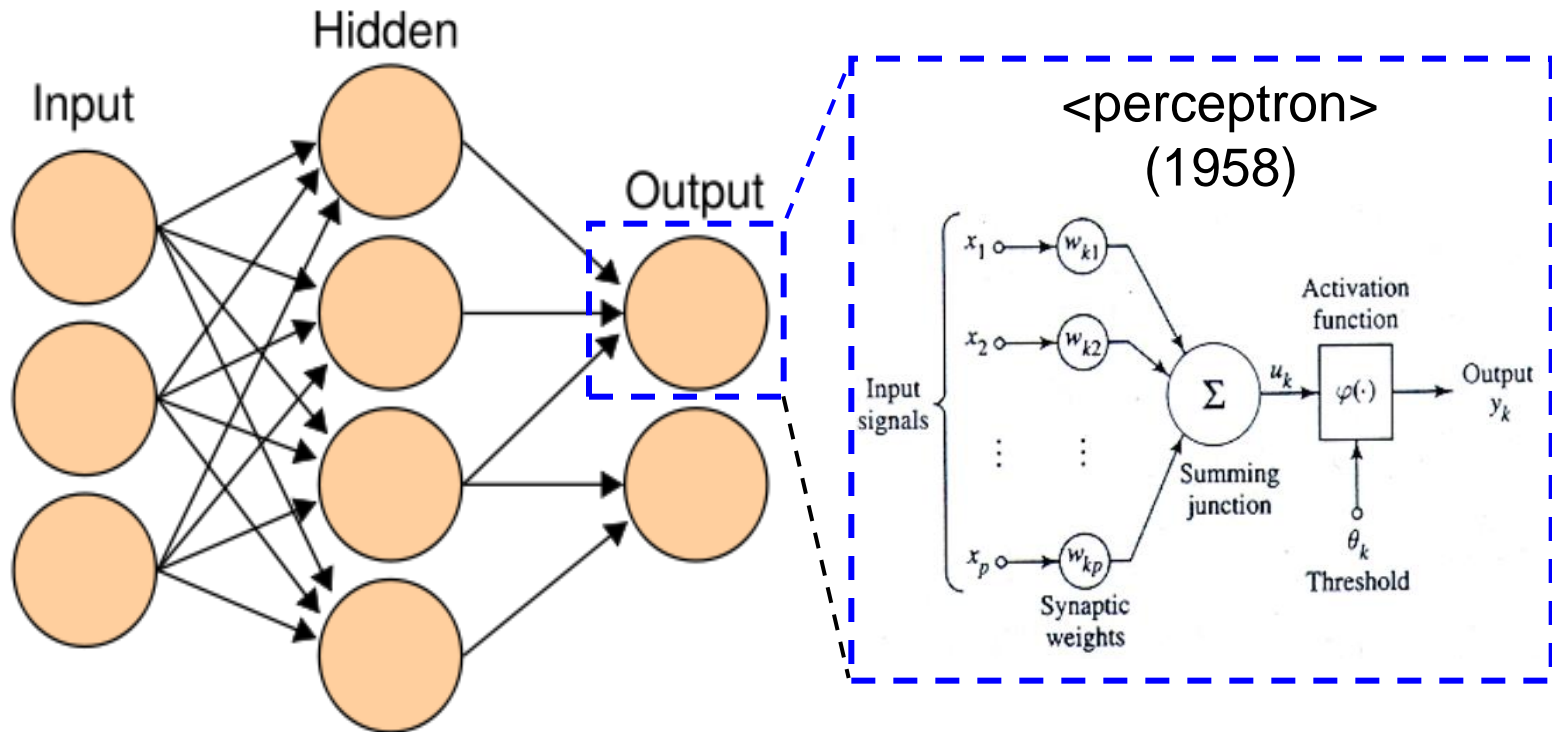 Input
Hidden
Output
<perceptron>
(1958)
Input
signals
x₁
x₂
⋮
xₚ
wₖ₁
wₖ₂
⋮
wₖₚ
Synaptic
weights
Σ
Summing
junction
uₖ
Activation
function
φ(·)
θₖ
Threshold
Output
yₖ